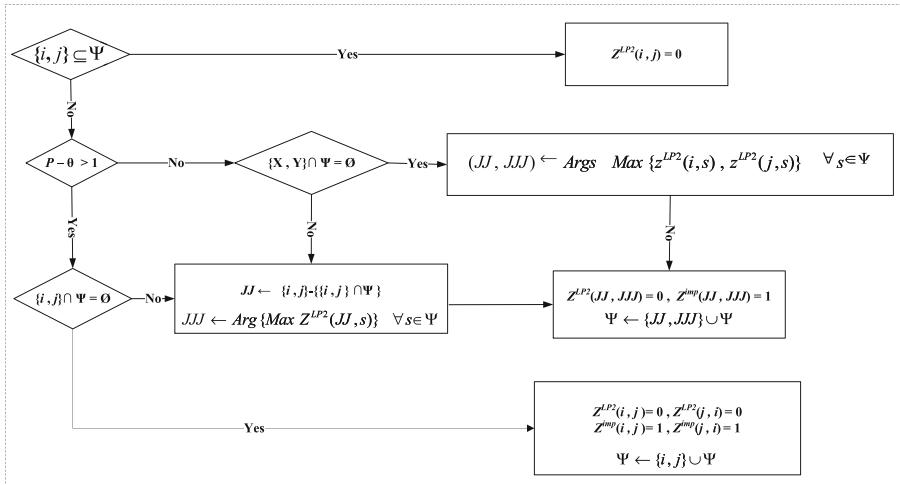 {i, j} ⊆ Ψ
Yes
Z^{LP2}(i, j) = 0
No
P − θ > 1
No
{X, Y} ∩ Ψ = Ø
Yes
(JJ, JJJ) ← Args Max {z^{LP2}(i,s), z^{LP2}(j,s)} ∀ s∈Ψ
Yes
No
No
{i, j} ∩ Ψ = Ø
No
JJ ← {i, j}-{{i, j} ∩Ψ}
JJJ ← Arg{Max Z^{LP2}(JJ,s)} ∀ s∈Ψ
Z^{LP2}(JJ, JJJ) = 0 , Z^{imp}(JJ, JJJ) = 1
Ψ ← {JJ, JJJ} ∪ Ψ
Yes
Z^{LP2}(i, j)= 0 , Z^{LP2}(j, i)= 0
Z^{imp}(i, j)= 1 , Z^{imp}(j, i)= 1
Ψ ← {i, j} ∪ Ψ